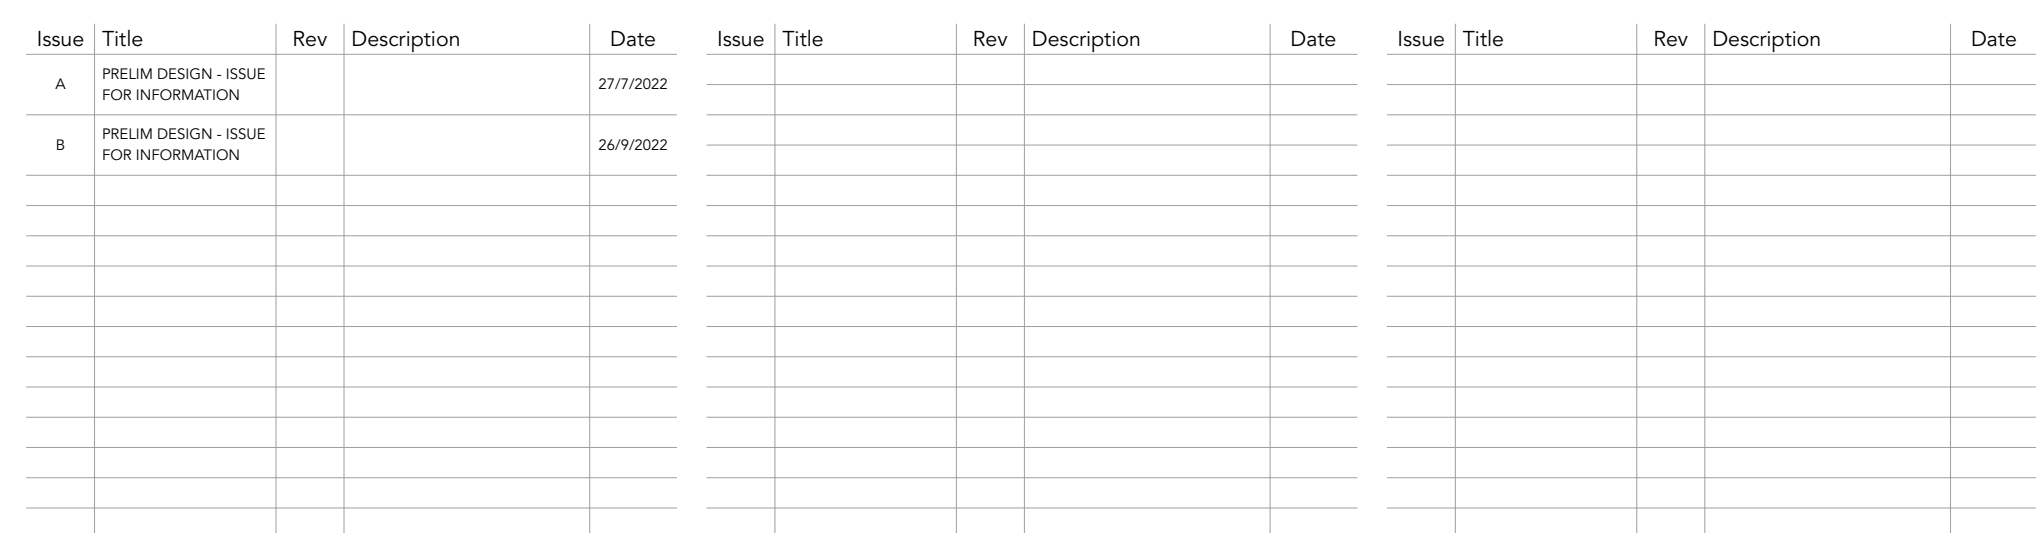 Issue Title Rev Description Date Issue Title Rev Description Date Issue Title Rev Description Date
A PRELIM DESIGN - ISSUE FOR INFORMATION 27/7/2022
B PRELIM DESIGN - ISSUE FOR INFORMATION 26/9/2022